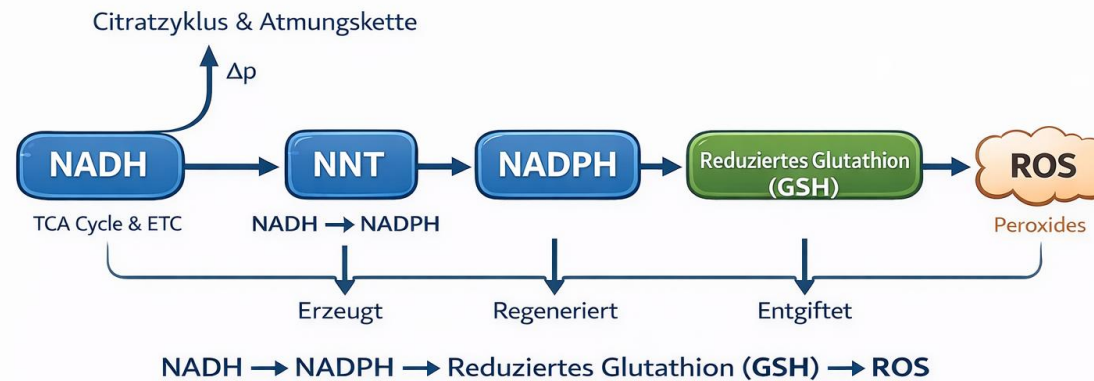 Citratzyklus & Atmungskette
Δp
NADH
NNT
NADPH
Reduziertes Glutathion
(GSH)
ROS
TCA Cycle & ETC
NADH → NADPH
Peroxides
Erzeugt
Regeneriert
Entgiftet
NADH → NADPH → Reduziertes Glutathion (GSH) → ROS